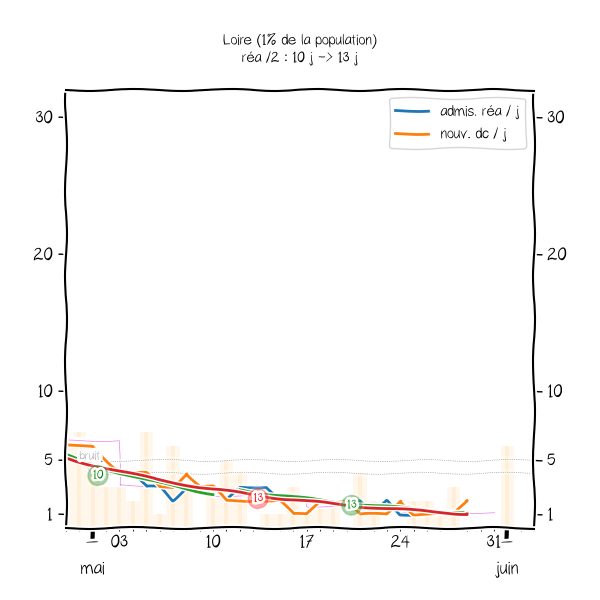 Loire (1% de la population)
réa /2 : 10 j -> 13 j
admis. réa / j
nouv. dc / j
30
30
20
20
10
10
5
5
1
1
bruit
10
13
13
03
10
17
24
31
mai
juin